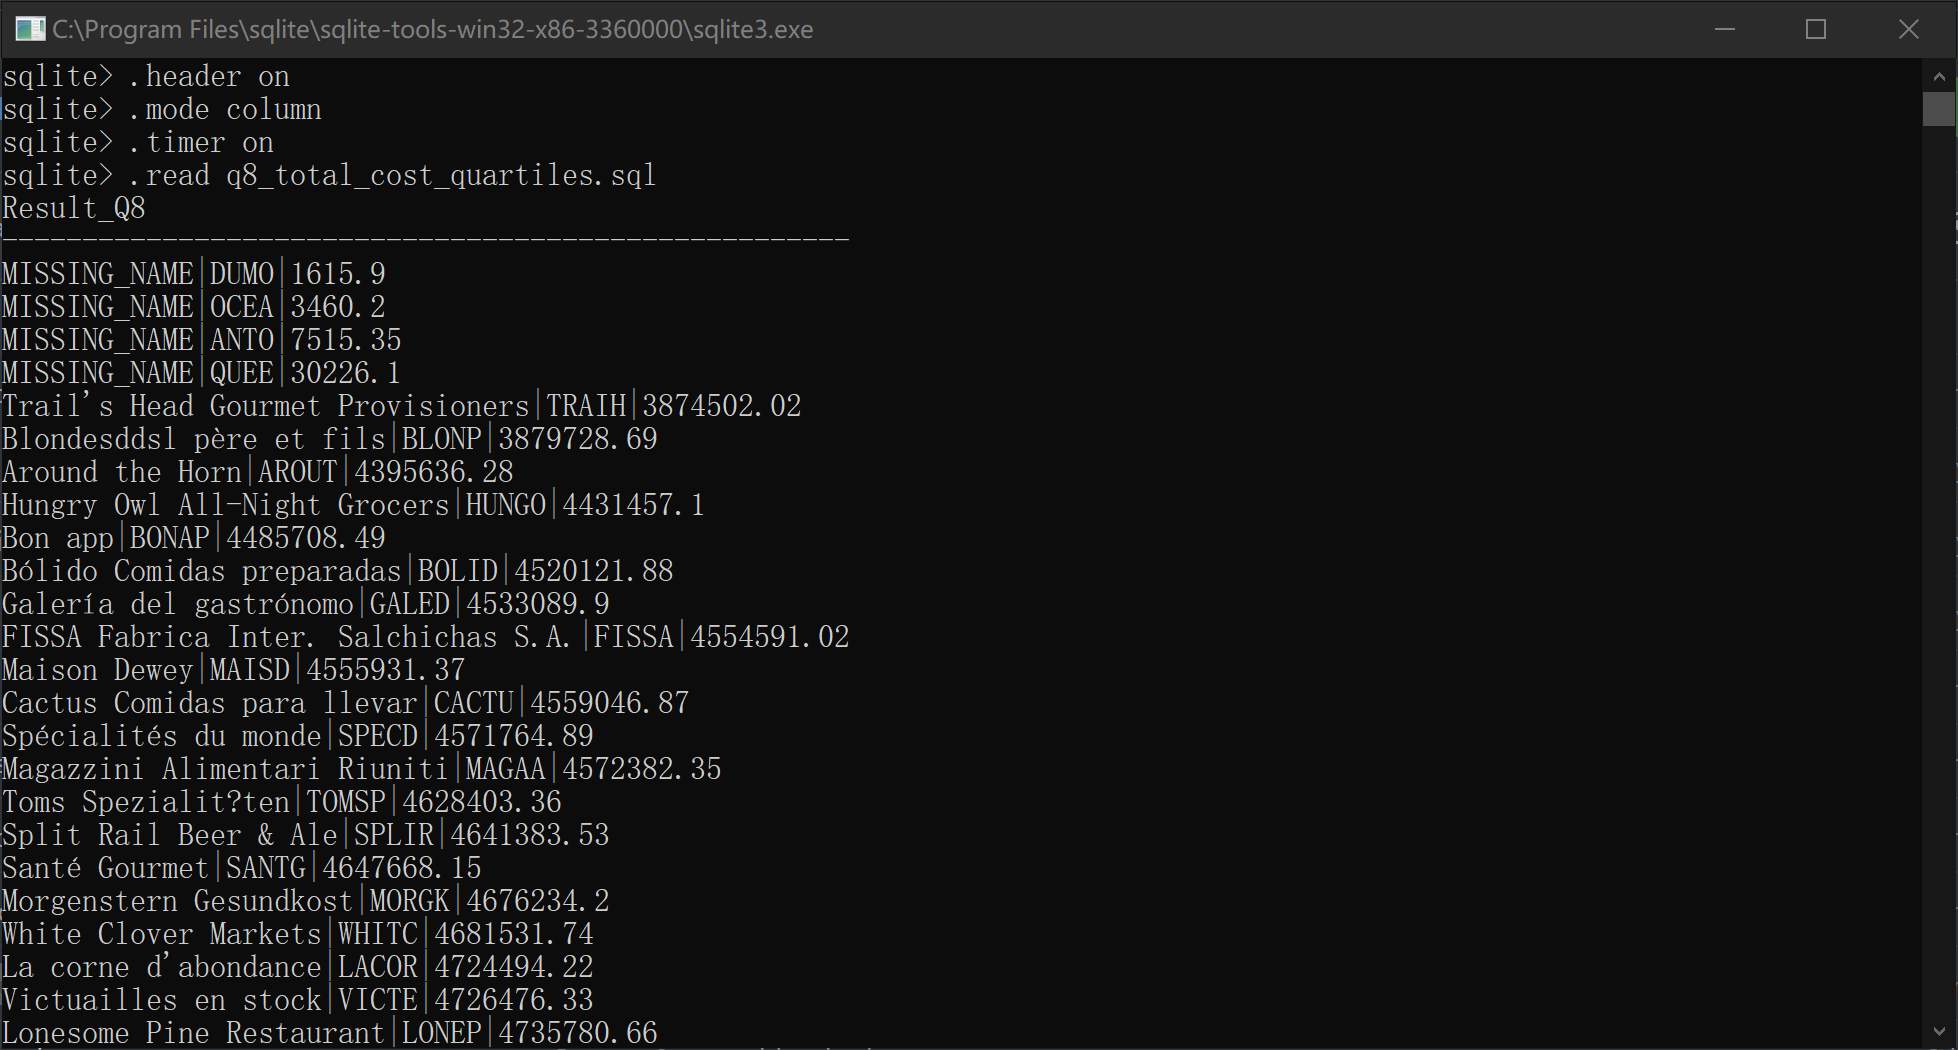 C:\Program Files\sqlite\sqlite-tools-win32-x86-3360000\sqlite3.exe
sqlite> .header on
sqlite> .mode column
sqlite> .timer on
sqlite> .read q8_total_cost_quartiles.sql
Result_Q8
-----------------------------------------------------
MISSING_NAME|DUMO|1615.9
MISSING_NAME|OCEA|3460.2
MISSING_NAME|ANTO|7515.35
MISSING_NAME|QUEE|30226.1
Trail's Head Gourmet Provisioners|TRAIH|3874502.02
Blondesddsl père et fils|BLONP|3879728.69
Around the Horn|AROUT|4395636.28
Hungry Owl All-Night Grocers|HUNGO|4431457.1
Bon app|BONAP|4485708.49
Bólido Comidas preparadas|BOLID|4520121.88
Galería del gastrónomo|GALED|4533089.9
FISSA Fabrica Inter. Salchichas S.A.|FISSA|4554591.02
Maison Dewey|MAISD|4555931.37
Cactus Comidas para llevar|CACTU|4559046.87
Spécialités du monde|SPECD|4571764.89
Magazzini Alimentari Riuniti|MAGAA|4572382.35
Toms Spezialit?ten|TOMSP|4628403.36
Split Rail Beer & Ale|SPLIR|4641383.53
Santé Gourmet|SANTG|4647668.15
Morgenstern Gesundkost|MORGK|4676234.2
White Clover Markets|WHITC|4681531.74
La corne d'abondance|LACOR|4724494.22
Victuailles en stock|VICTE|4726476.33
Lonesome Pine Restaurant|LONEP|4735780.66